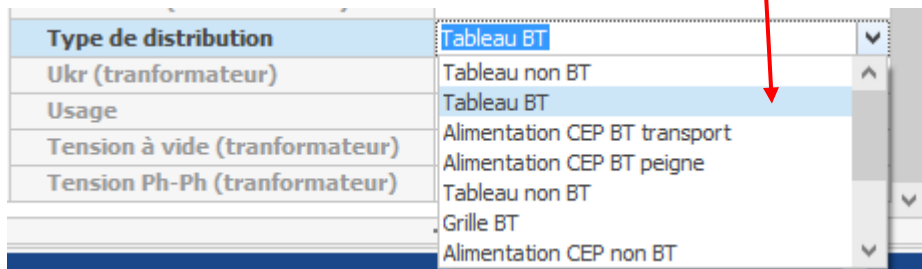 Type de distribution Tableau BT
Ukr (tranformateur) Tableau non BT
Usage Tableau BT
Tension à vide (tranformateur) Alimentation CEP BT transport
Alimentation CEP BT peigne
Tension Ph-Ph (tranformateur) Tableau non BT
Grille BT
Alimentation CEP non BT